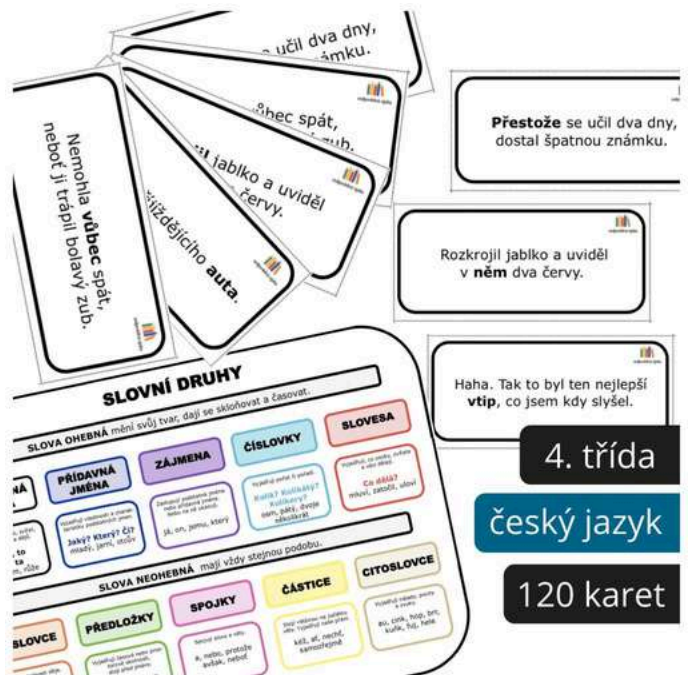 učil dva dny,
známku.
vůbec spát,
zub.
jablko a uviděl
červy.
auta.
Nemohla vůbec spát,
neboť ji trápil bolavý zub.
Přestože se učil dva dny,
dostal špatnou známku.
Rozkrojil jablko a uviděl
v něm dva červy.
Haha. Tak to byl ten nejlepší
vtip, co jsem kdy slyšel.
4. třída
český jazyk
120 karet
SLOVNÍ DRUHY
SLOVA OHEBNÁ mění svůj tvar, dají se skloňovat a časovat.
PŘÍDAVNÁ
JMÉNA
Jaký? Který? Čí?
mladý, jarní, otcův
ZÁJMENA
já, on, jemu, který
ČÍSLOVKY
Kolik? Kolikátý?
Kolikery?
osm, pátý, dvoje
několikrát
SLOVESA
Co dělá?
mluví, zatočil, uloví
SLOVA NEOHEBNÁ mají vždy stejnou podobu.
SLOVCE
PŘEDLOŽKY
SPOJKY
a, nebo, protože
avšak, neboť
ČÁSTICE
kéž, ať, nechť,
samozřejmě
CITOSLOVCE
au, cink, hop, brr,
kuňk, fuj, hele